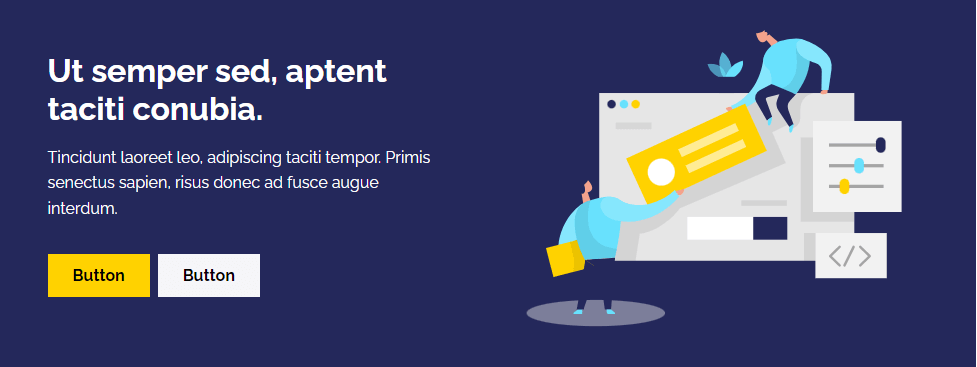 Ut semper sed, aptent
taciti conubia.
Tincidunt laoreet leo, adipiscing taciti tempor. Primis
senectus sapien, risus donec ad fusce augue
interdum.
Button Button
</>